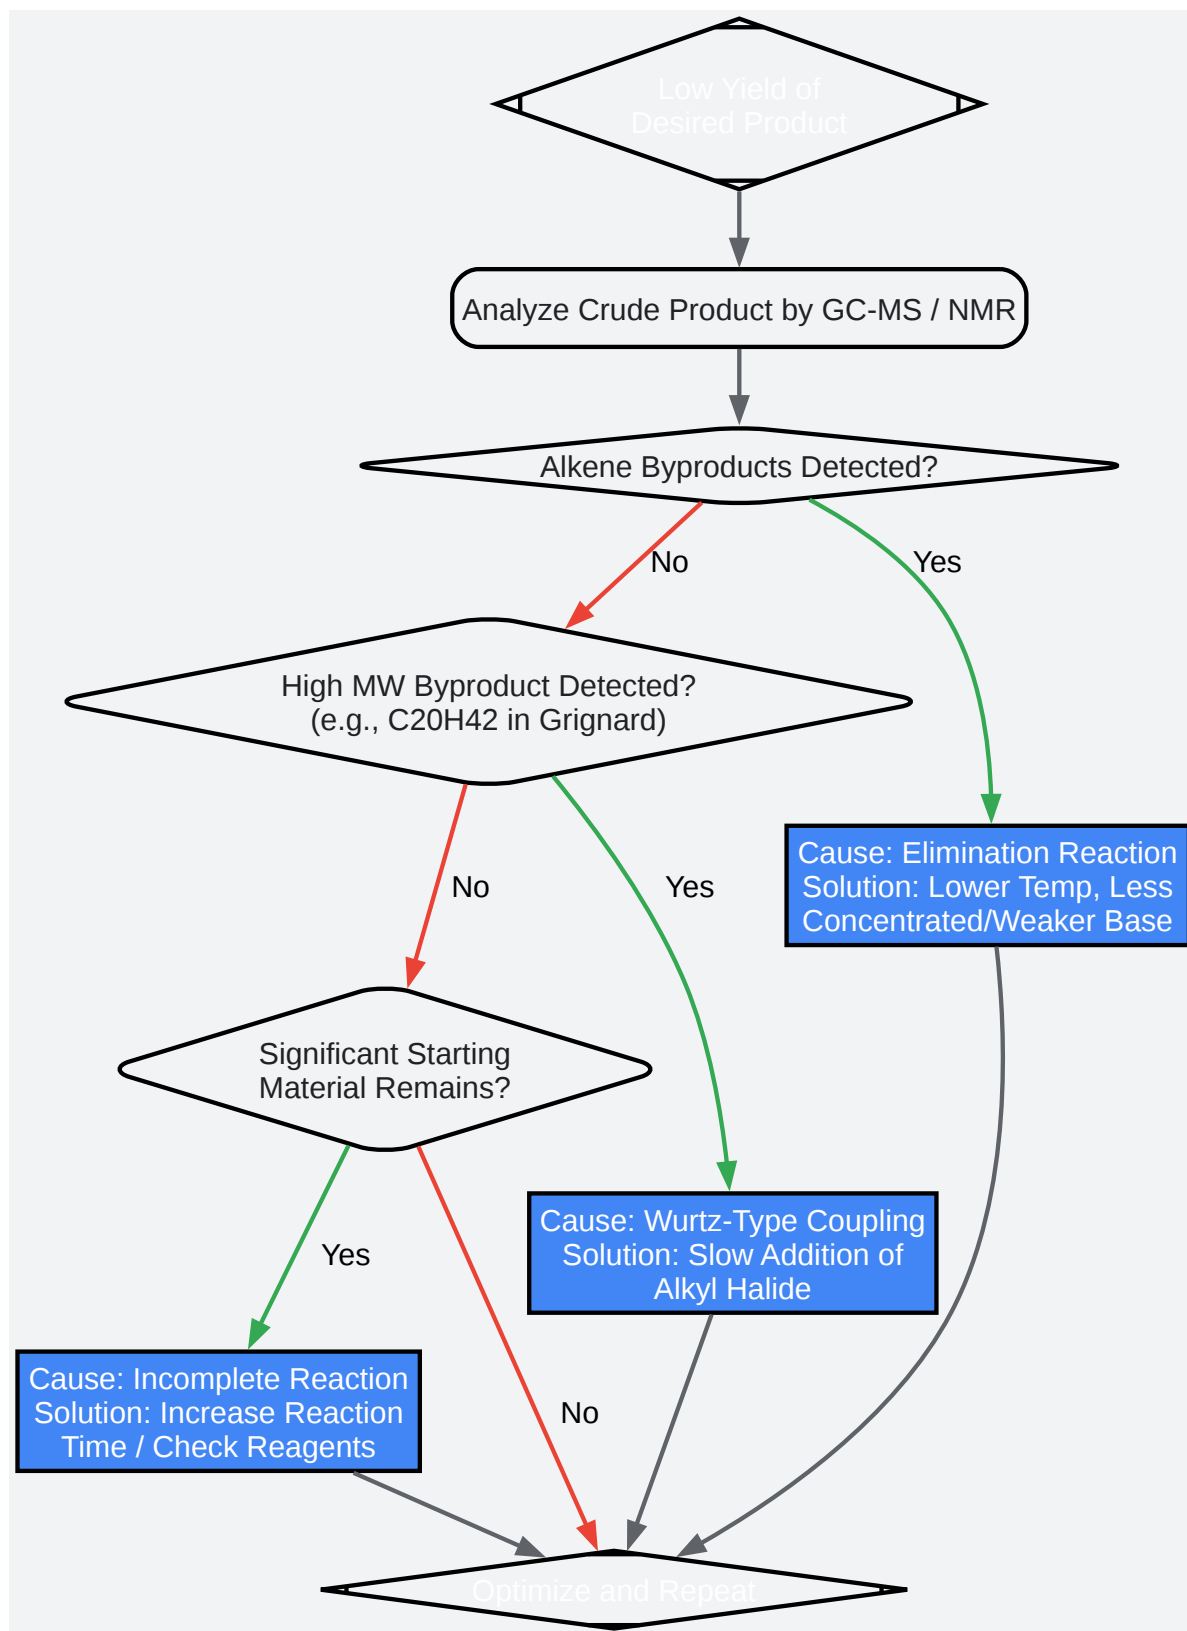 Low Yield of
Desired Product
Analyze Crude Product by GC-MS / NMR
Alkene Byproducts Detected?
No
Yes
High MW Byproduct Detected?
(e.g., C20H42 in Grignard)
Cause: Elimination Reaction
Solution: Lower Temp, Less
Concentrated/Weaker Base
No
Yes
Significant Starting
Material Remains?
Cause: Wurtz-Type Coupling
Solution: Slow Addition of
Alkyl Halide
Yes
Cause: Incomplete Reaction
Solution: Increase Reaction
Time / Check Reagents
No
Optimize and Repeat